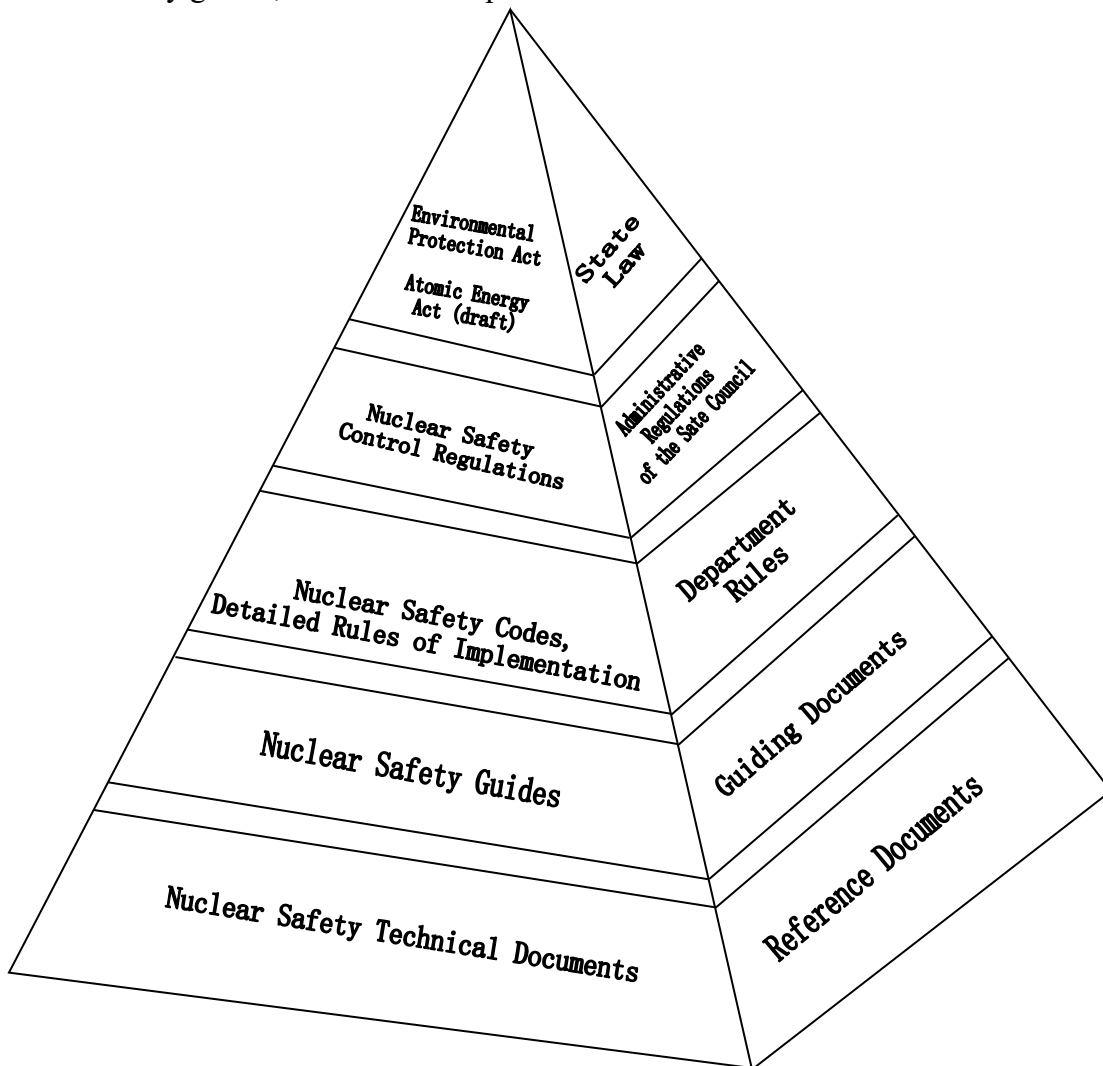 Environmental
Protection Act
Atomic Energy
Act (draft)
State
Law
Nuclear Safety
Control Regulations
Administrative
Regulations
of the Sate Council
Nuclear Safety Codes,
Detailed Rules of Implementation
Department
Rules
Nuclear Safety Guides
Guiding Documents
Nuclear Safety Technical Documents
Reference Documents